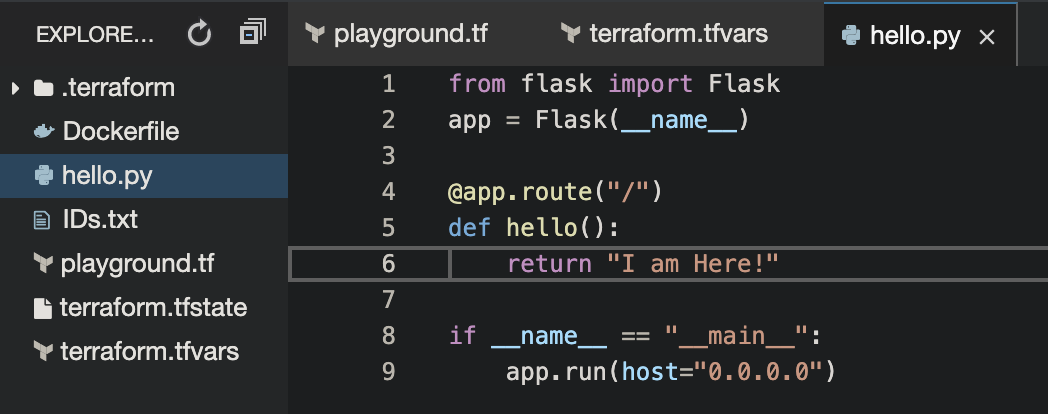 EXPLORE...
.terraform
Dockerfile
hello.py
IDs.txt
playground.tf
terraform.tfstate
terraform.tfvars
playground.tf terraform.tfvars hello.py ×
1 from flask import Flask
2 app = Flask(__name__)
3
4 @app.route("/")
5 def hello():
6     return "I am Here!"
7
8 if __name__ == "__main__":
9     app.run(host="0.0.0.0")